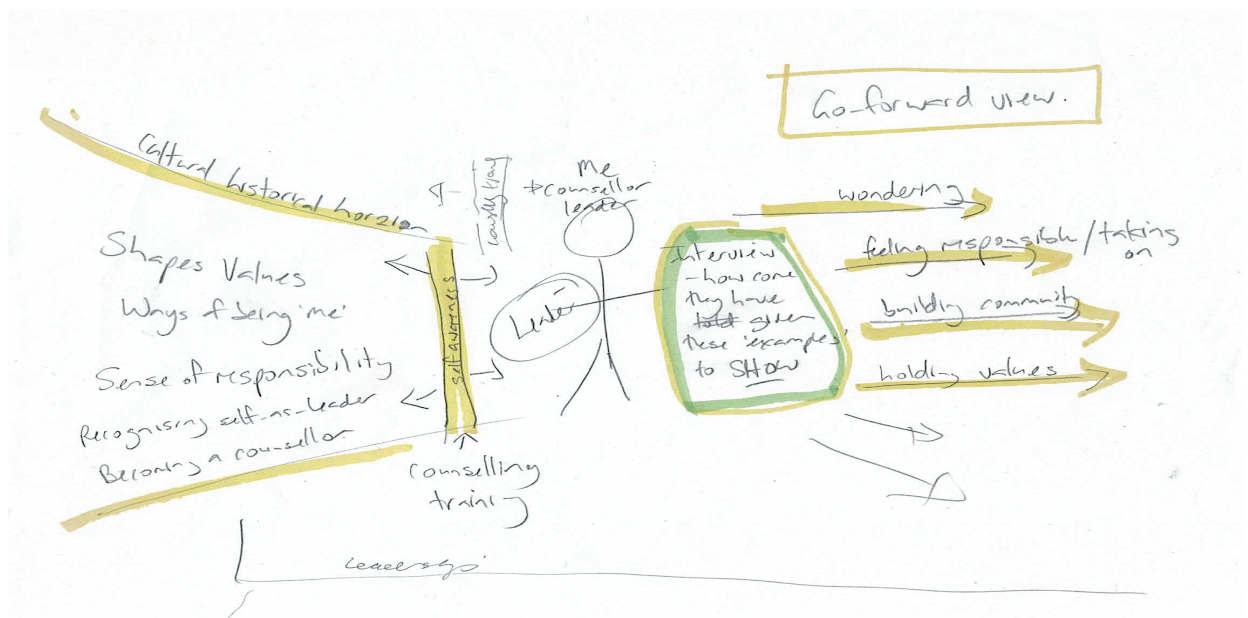 Go-forward view.
Cultural historical horizon
Shapes Values
Ways of being 'me'
Sense of responsibility
Recognising self-as-leader
Becoming a counsellor
self awareness
counselling
training
Me
counsellor
leader
Leader
Interview
- how come
they have
given
these 'examples'
to SHOW
wondering
feeling responsible/taking
on
building community
holding values
Leadership